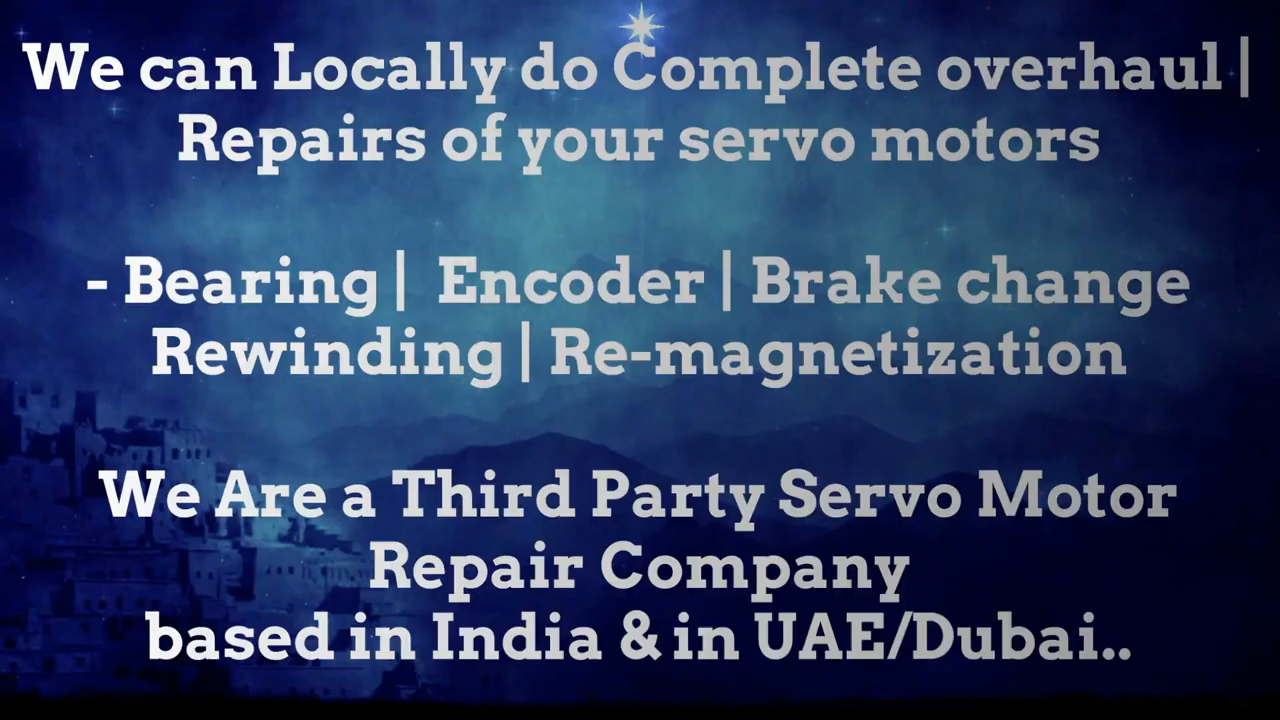 We can Locally do Complete overhaul |
Repairs of your servo motors
- Bearing | Encoder | Brake change
Rewinding | Re-magnetization
We Are a Third Party Servo Motor
Repair Company
based in India & in UAE/Dubai..